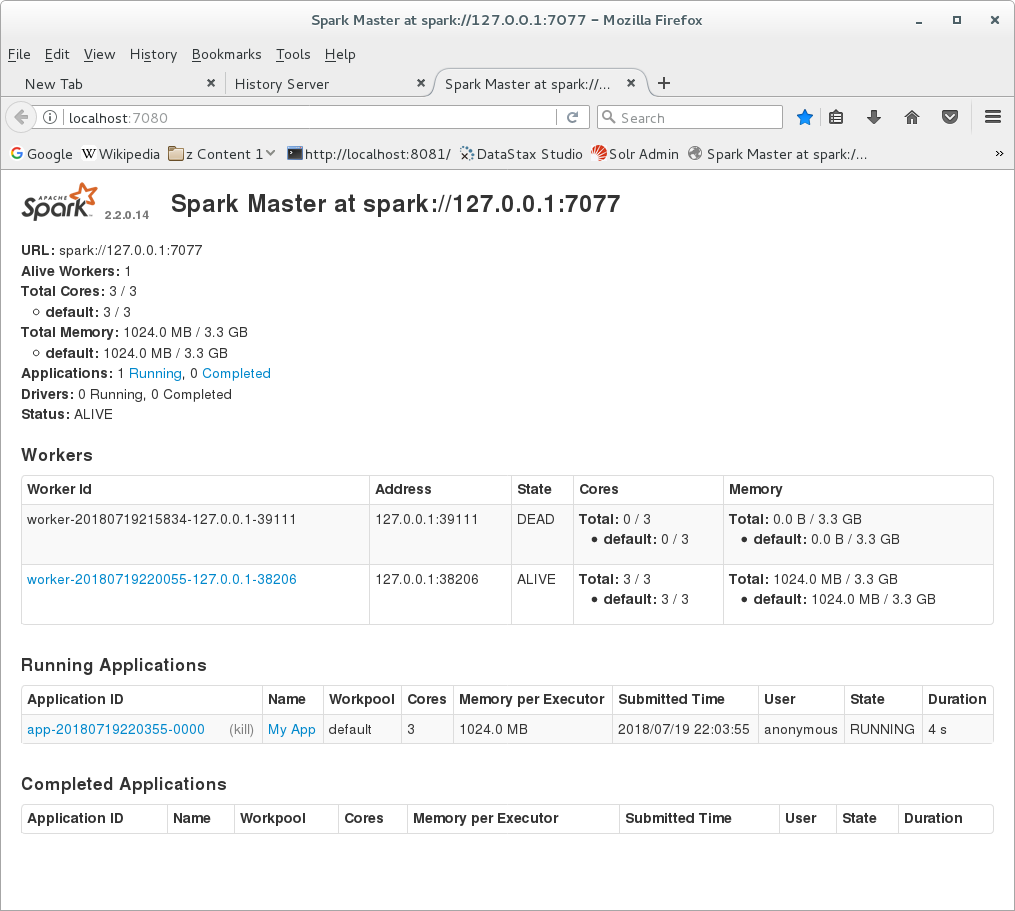 Spark Master at spark://127.0.0.1:7077 – Mozilla Firefox
File Edit View History Bookmarks Tools Help
New Tab History Server Spark Master at spark://...
localhost:7080 Search
Google Wikipedia z Content 1 http://localhost:8081/ DataStax Studio Solr Admin Spark Master at spark:/... »
APACHE Spark 2.2.0.14 Spark Master at spark://127.0.0.1:7077
URL: spark://127.0.0.1:7077
Alive Workers: 1
Total Cores: 3 / 3
default: 3 / 3
Total Memory: 1024.0 MB / 3.3 GB
default: 1024.0 MB / 3.3 GB
Applications: 1 Running, 0 Completed
Drivers: 0 Running, 0 Completed
Status: ALIVE
Workers
Worker Id Address State Cores Memory
worker-20180719215834-127.0.0.1-39111 127.0.0.1:39111 DEAD Total: 0 / 3 Total: 0.0 B / 3.3 GB
default: 0 / 3 default: 0.0 B / 3.3 GB
worker-20180719220055-127.0.0.1-38206 127.0.0.1:38206 ALIVE Total: 3 / 3 Total: 1024.0 MB / 3.3 GB
default: 3 / 3 default: 1024.0 MB / 3.3 GB
Running Applications
Application ID Name Workpool Cores Memory per Executor Submitted Time User State Duration
app-20180719220355-0000 (kill) My App default 3 1024.0 MB 2018/07/19 22:03:55 anonymous RUNNING 4 s
Completed Applications
Application ID Name Workpool Cores Memory per Executor Submitted Time User State Duration